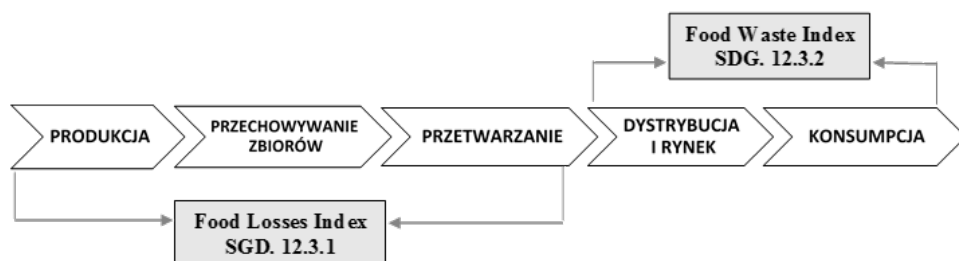 Food Waste Index
SDG. 12.3.2
PRODUKCJA
PRZECHOWYWANIE
ZBIORÓW
PRZETWARZANIE
DYSTRYBUCJA
I RYNEK
KONSUMPCJA
Food Losses Index
SGD. 12.3.1